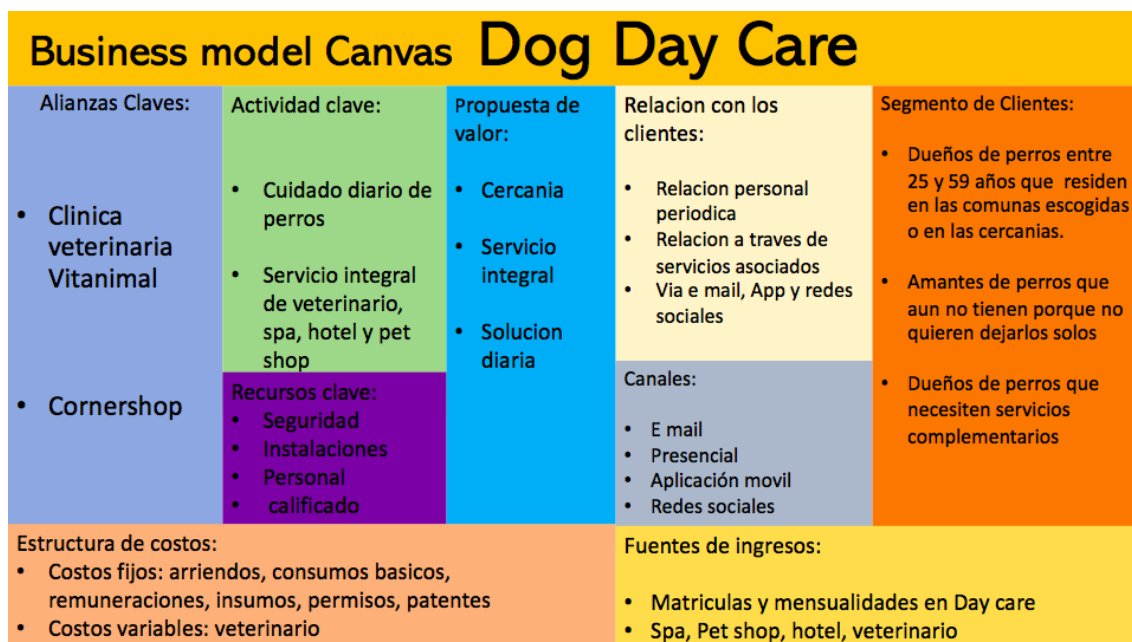 Business model Canvas Dog Day Care
Alianzas Claves:
• Clinica
veterinaria
Vitanimal
• Cornershop
Actividad clave:
• Cuidado diario de
perros
• Servicio integral
de veterinario,
spa, hotel y pet
shop
Recursos clave:
• Seguridad
• Instalaciones
• Personal
• calificado
Propuesta de
valor:
• Cercania
• Servicio
integral
• Solucion
diaria
Relacion con los
clientes:
• Relacion personal
periodica
• Relacion a traves de
servicios asociados
• Via e mail, App y redes
sociales
Canales:
• E mail
• Presencial
• Aplicación movil
• Redes sociales
Segmento de Clientes:
• Dueños de perros entre
25 y 59 años que residen
en las comunas escogidas
o en las cercanias.
• Amantes de perros que
aun no tienen porque no
quieren dejarlos solos
• Dueños de perros que
necesiten servicios
complementarios
Estructura de costos:
• Costos fijos: arriendos, consumos basicos,
remuneraciones, insumos, permisos, patentes
• Costos variables: veterinario
Fuentes de ingresos:
• Matriculas y mensualidades en Day care
• Spa, Pet shop, hotel, veterinario